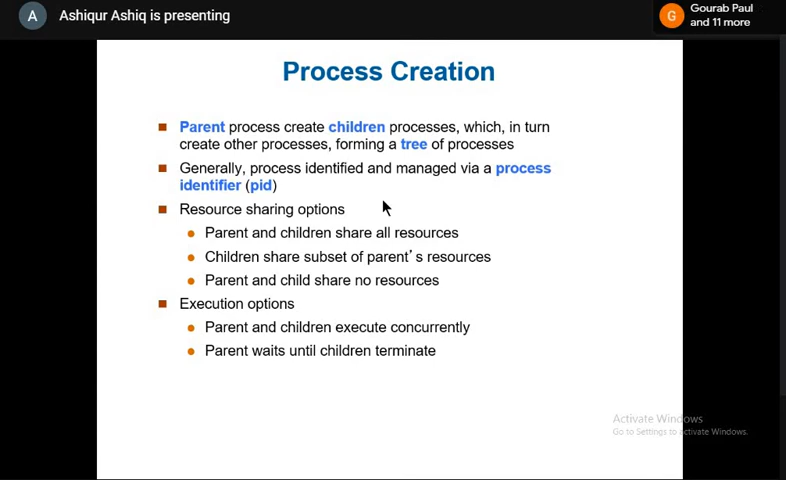 A
Ashiqur Ashiq is presenting
G
Gourab Paul
and 11 more
Process Creation
Parent process create children processes, which, in turn
create other processes, forming a tree of processes
Generally, process identified and managed via a process
identifier (pid)
Resource sharing options
Parent and children share all resources
Children share subset of parent’s resources
Parent and child share no resources
Execution options
Parent and children execute concurrently
Parent waits until children terminate
Activate Windows
Go to Settings to activate Windows.